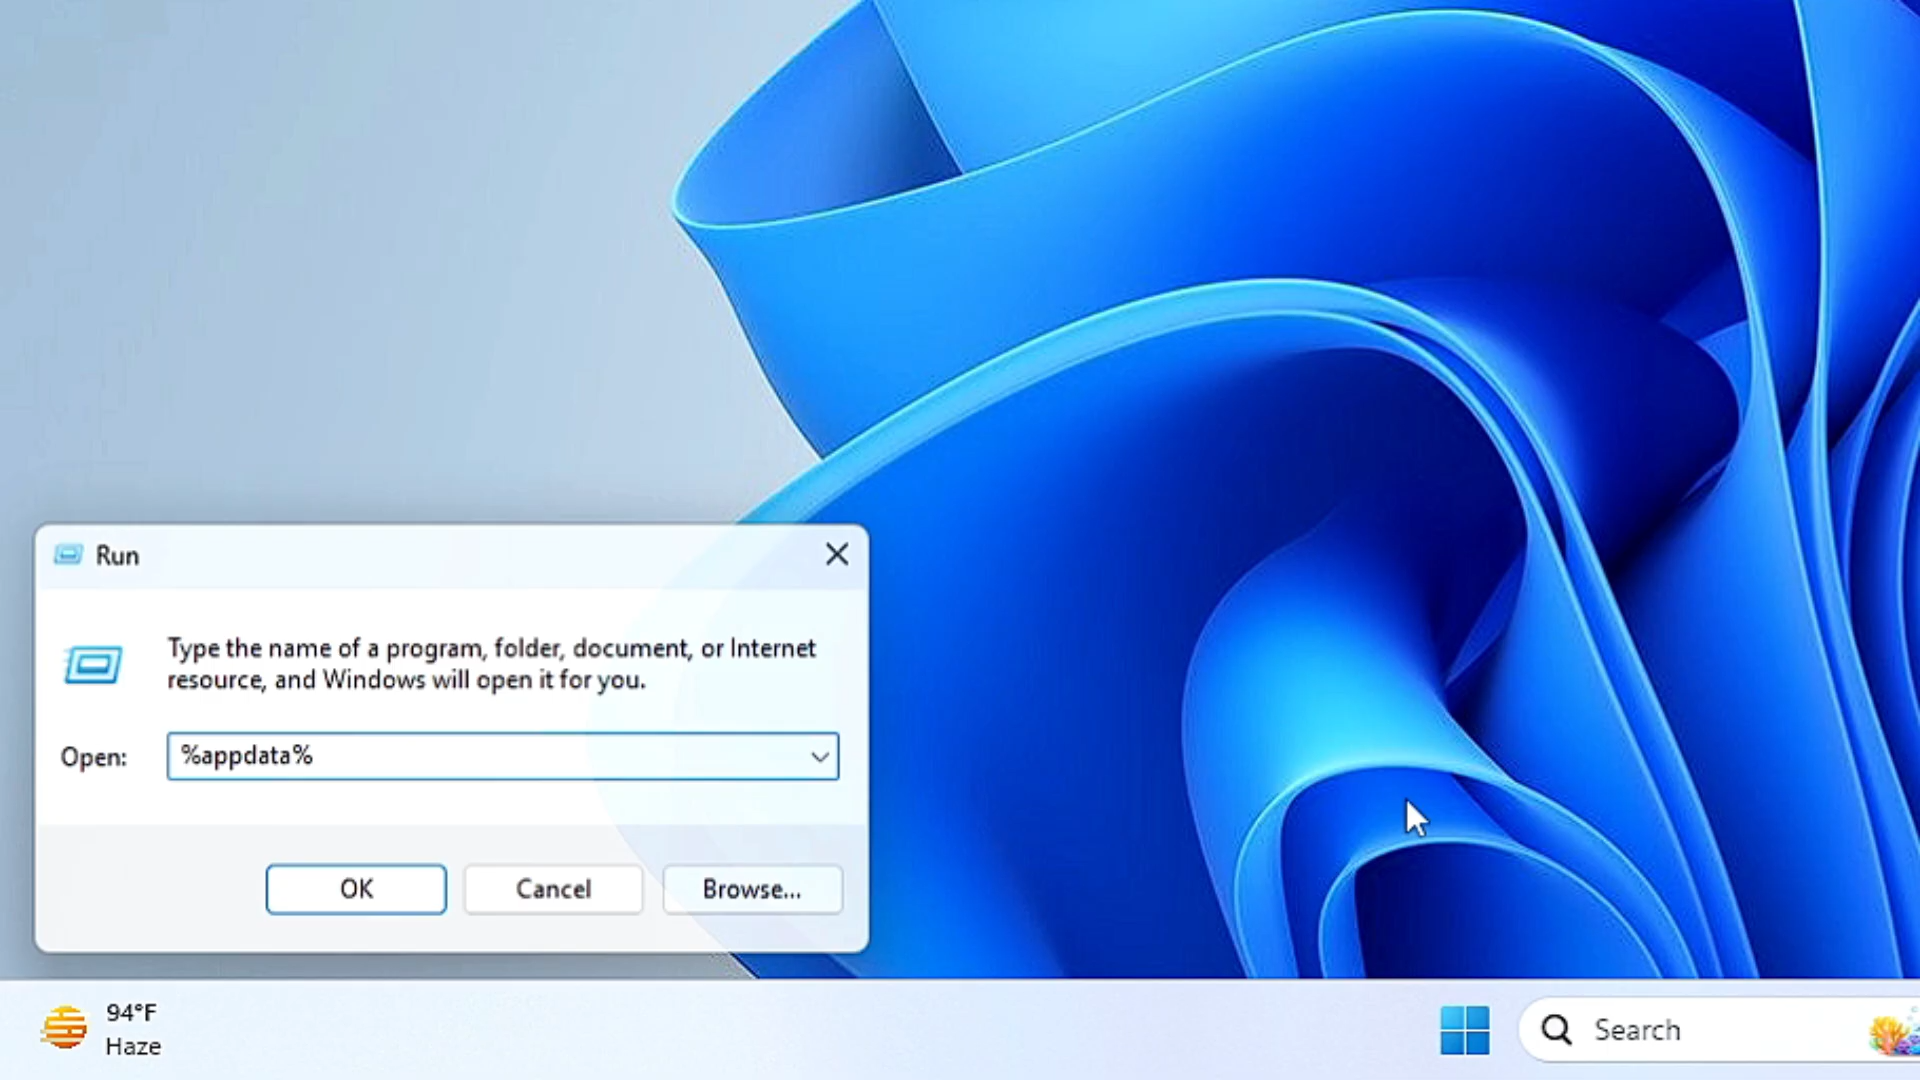 Run
Type the name of a program, folder, document, or Internet
resource, and Windows will open it for you.
Open:
%appdata%
OK
Cancel
Browse...
94°F
Haze
Search